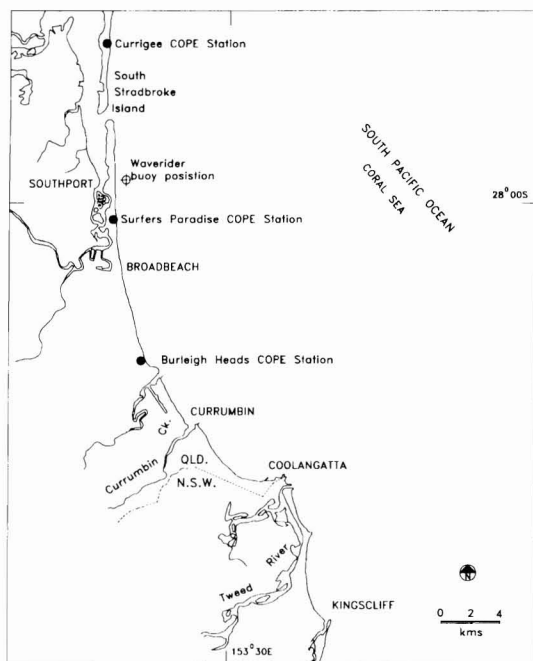 Currigee COPE Station
South
Stradbroke
Island
SOUTH PACIFIC OCEAN
CORAL SEA
Waverider
buoy posistion
SOUTHPORT
28°00S
Surfers Paradise COPE Station
BROADBEACH
Burleigh Heads COPE Station
CURRUMBIN
Currumbin Ck.
QLD.
N.S.W.
COOLANGATTA
Tweed River
N
KINGSCLIFF
0 2 4
kms
153°30E